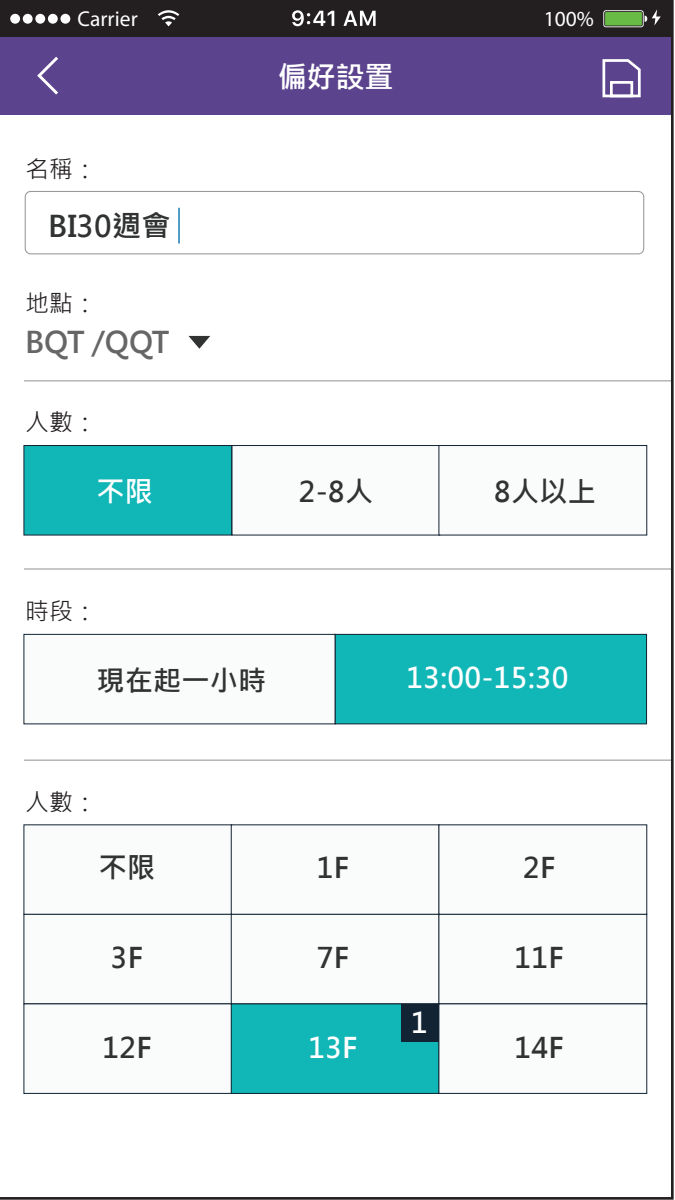 Carrier 9:41 AM 100%
偏好設置
名稱：
BI30週會
地點：
BQT /QQT
人數：
不限 2-8人 8人以上
時段：
現在起一小時 13:00-15:30
人數：
不限 1F 2F
3F 7F 11F
12F 13F 1 14F